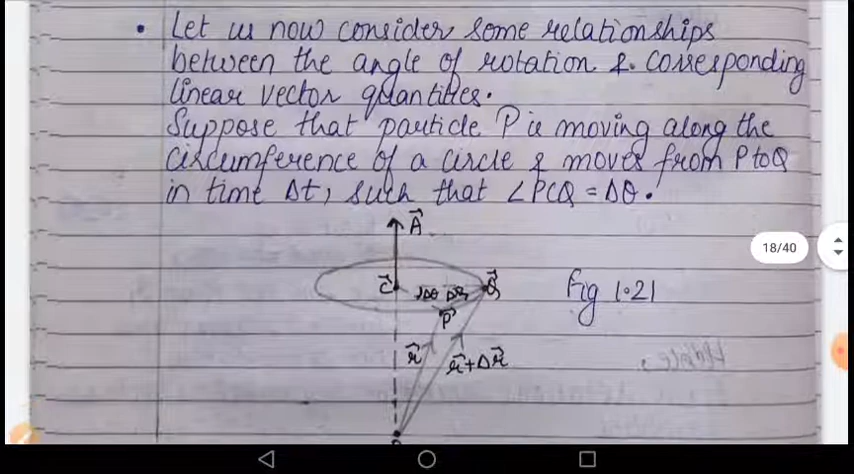 • Let us now consider some relationships
between the angle of rotation & corresponding
linear vector quantities.
Suppose that particle P is moving along the
circumference of a circle & moves from P to Q
in time Δt, such that ∠PCQ = Δθ.
A⃗
18/40
C⃗ Δθ Q⃗ Fig 1.21
P⃗
r⃗ r⃗+Δr⃗